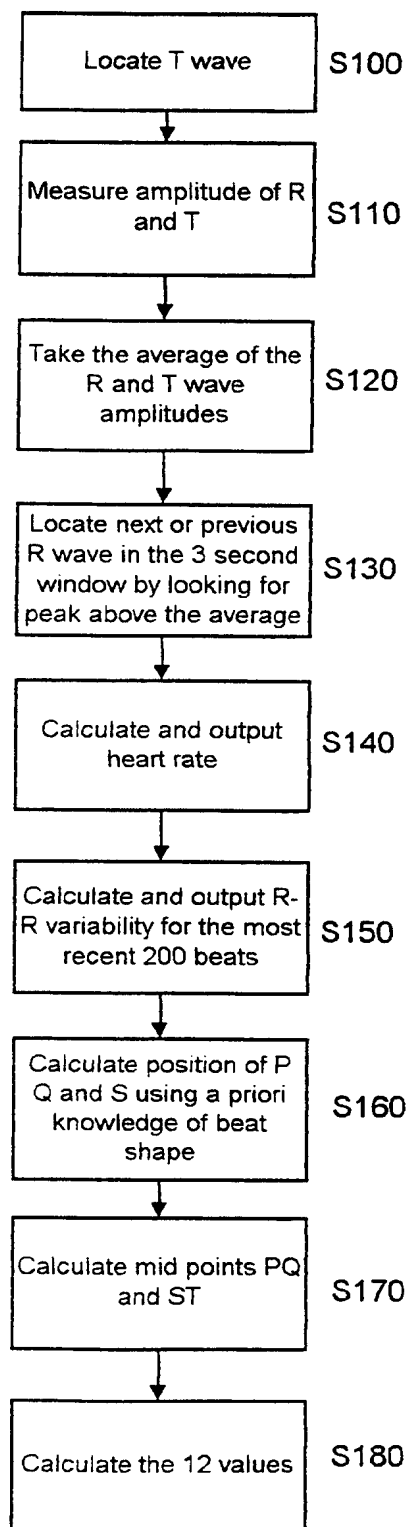 Locate T wave
S100
Measure amplitude of R
and T
S110
Take the average of the
R and T wave
amplitudes
S120
Locate next or previous
R wave in the 3 second
window by looking for
peak above the average
S130
Calculate and output
heart rate
S140
Calculate and output R-
R variability for the most
recent 200 beats
S150
Calculate position of P
Q and S using a priori
knowledge of beat
shape
S160
Calculate mid points PQ
and ST
S170
Calculate the 12 values
S180